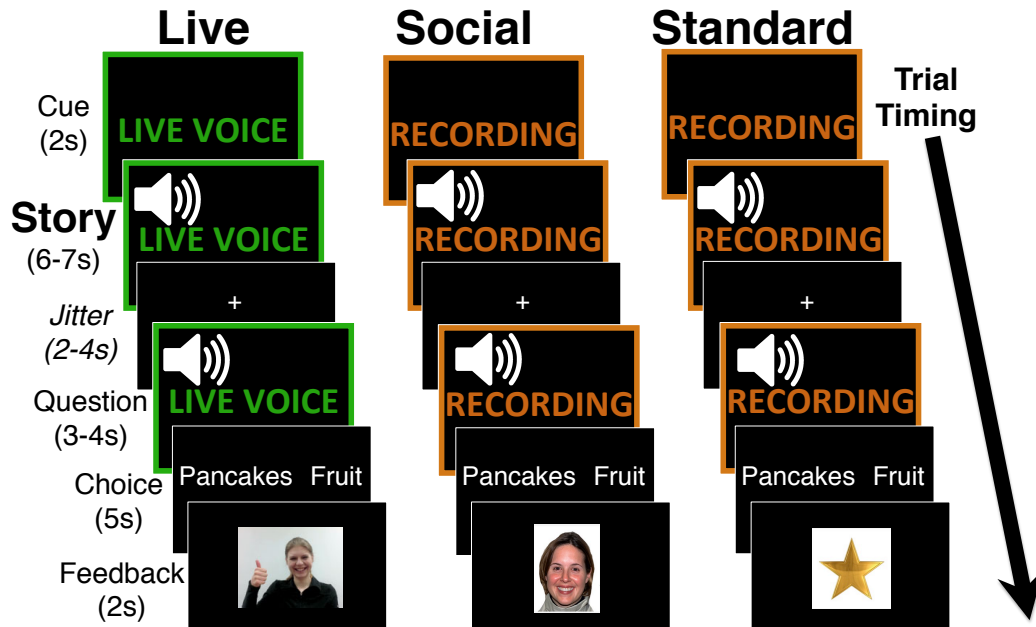 Live
Social
Standard
Trial
Timing
Cue
(2s)
LIVE VOICE
RECORDING
RECORDING
Story
(6-7s)
LIVE VOICE
RECORDING
RECORDING
Jitter
(2-4s)
+
+
+
Question
(3-4s)
LIVE VOICE
RECORDING
RECORDING
Choice
(5s)
Pancakes Fruit
Pancakes Fruit
Pancakes Fruit
Feedback
(2s)